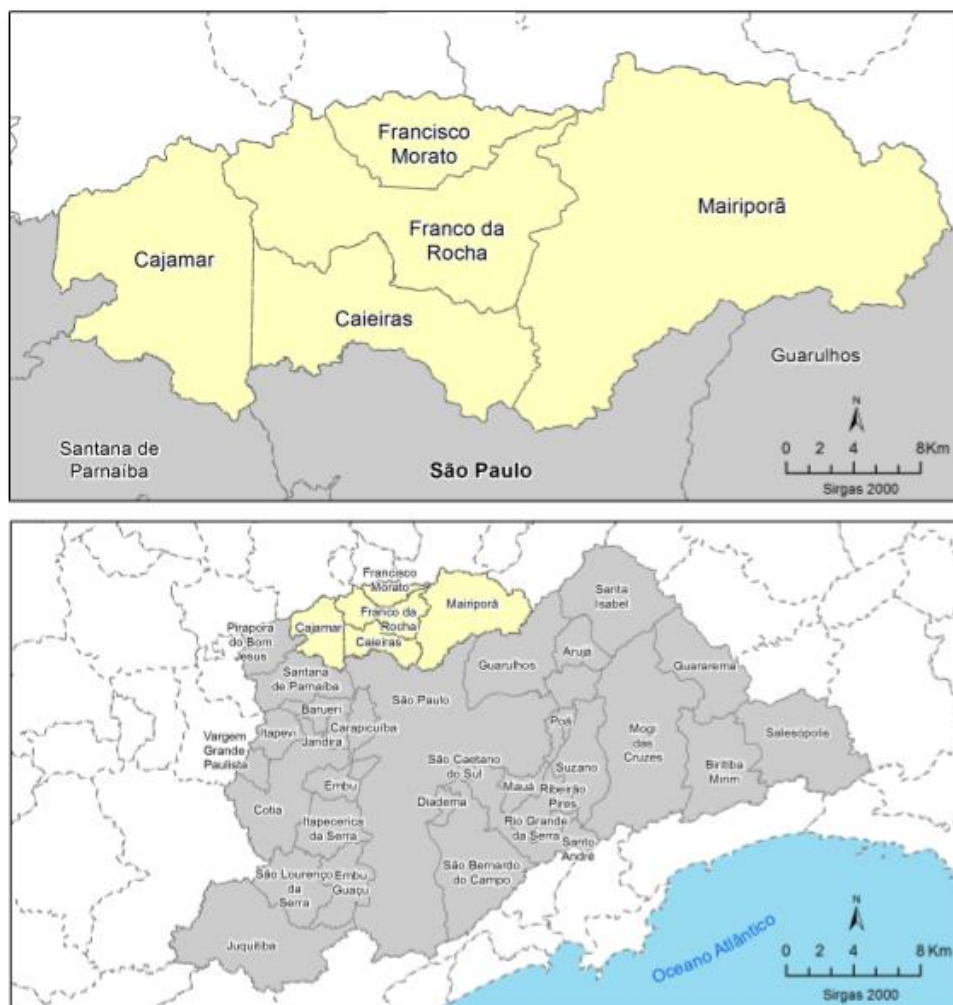 Francisco
Morato
Mairiporã
Franco da
Rocha
Cajamar
Caieiras
Guarulhos
Santana de
Parnaíba
São Paulo
N
0 2 4 8Km
Sirgas 2000
Francisco
Morato
Mairiporã
Franco da
Rocha
Cajamar
Caieiras
Santa
Isabel
Pirapora
do Bom
Jesus
Guarulhos
Arujá
Guararema
Santana
de Parnaíba
São Paulo
Barueri
Itapevi
Carapicuíba
Jandira
Vargem
Grande
Paulista
Poá
Mogi
das
Cruzes
Salesópolis
São Caetano
do Sul
Suzano
Biritiba
Mirim
Embu
Mauá
Ribeirão
Pires
Diadema
Cotia
Itapecerica
da Serra
Rio Grande
da Serra
Santo
André
São Bernardo
do Campo
São Lourenço
da
Serra
Embu
Guaçu
Juquitiba
Oceano Atlântico
N
0 2 4 8 Km
Sirgas 2000